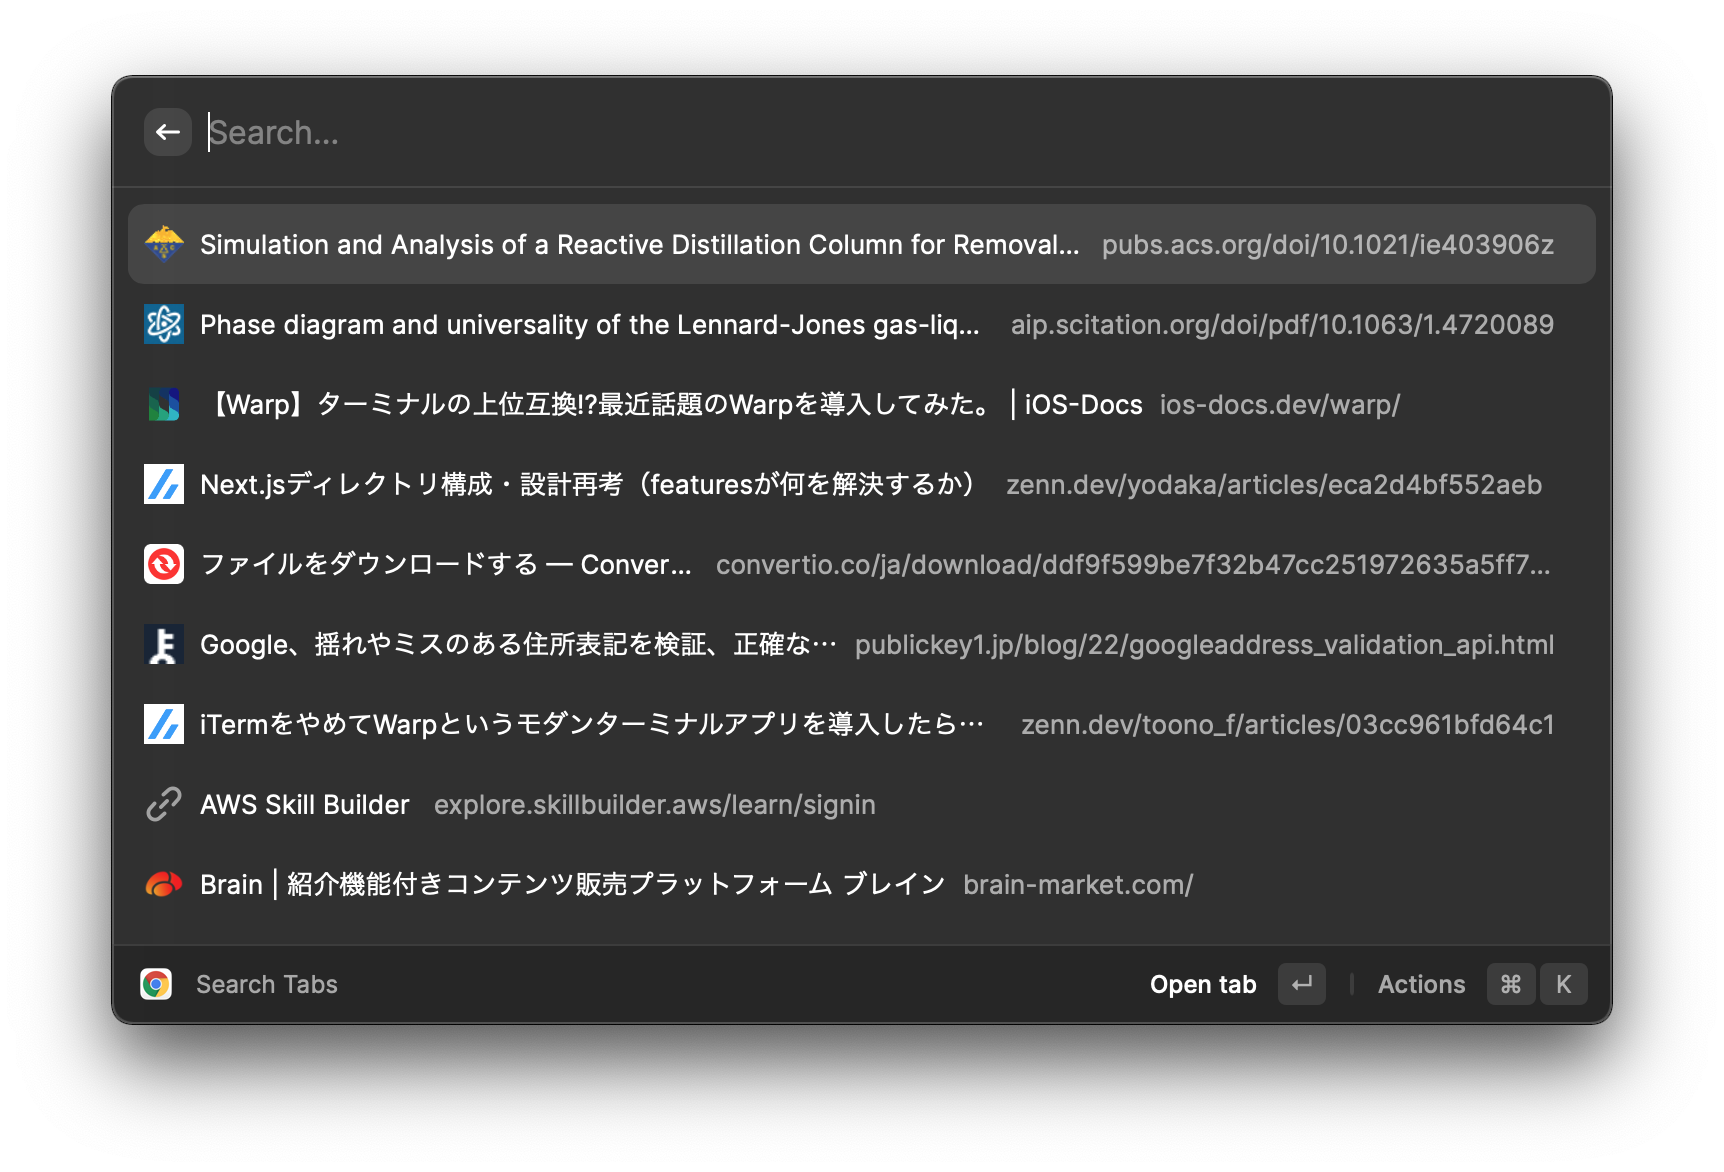 Search...
Simulation and Analysis of a Reactive Distillation Column for Removal... pubs.acs.org/doi/10.1021/ie403906z
Phase diagram and universality of the Lennard-Jones gas-liq... aip.scitation.org/doi/pdf/10.1063/1.4720089
【Warp】ターミナルの上位互換!?最近話題のWarpを導入してみた。 | iOS-Docs ios-docs.dev/warp/
Next.jsディレクトリ構成・設計再考（featuresが何を解決するか） zenn.dev/yodaka/articles/eca2d4bf552aeb
ファイルをダウンロードする — Conver... convertio.co/ja/download/ddf9f599be7f32b47cc251972635a5ff7...
Google、揺れやミスのある住所表記を検証、正確な… publickey1.jp/blog/22/googleaddress_validation_api.html
iTermをやめてWarpというモダンターミナルアプリを導入したら… zenn.dev/toono_f/articles/03cc961bfd64c1
AWS Skill Builder explore.skillbuilder.aws/learn/signin
Brain | 紹介機能付きコンテンツ販売プラットフォーム ブレイン brain-market.com/
Search Tabs Open tab ↵ Actions ⌘ K